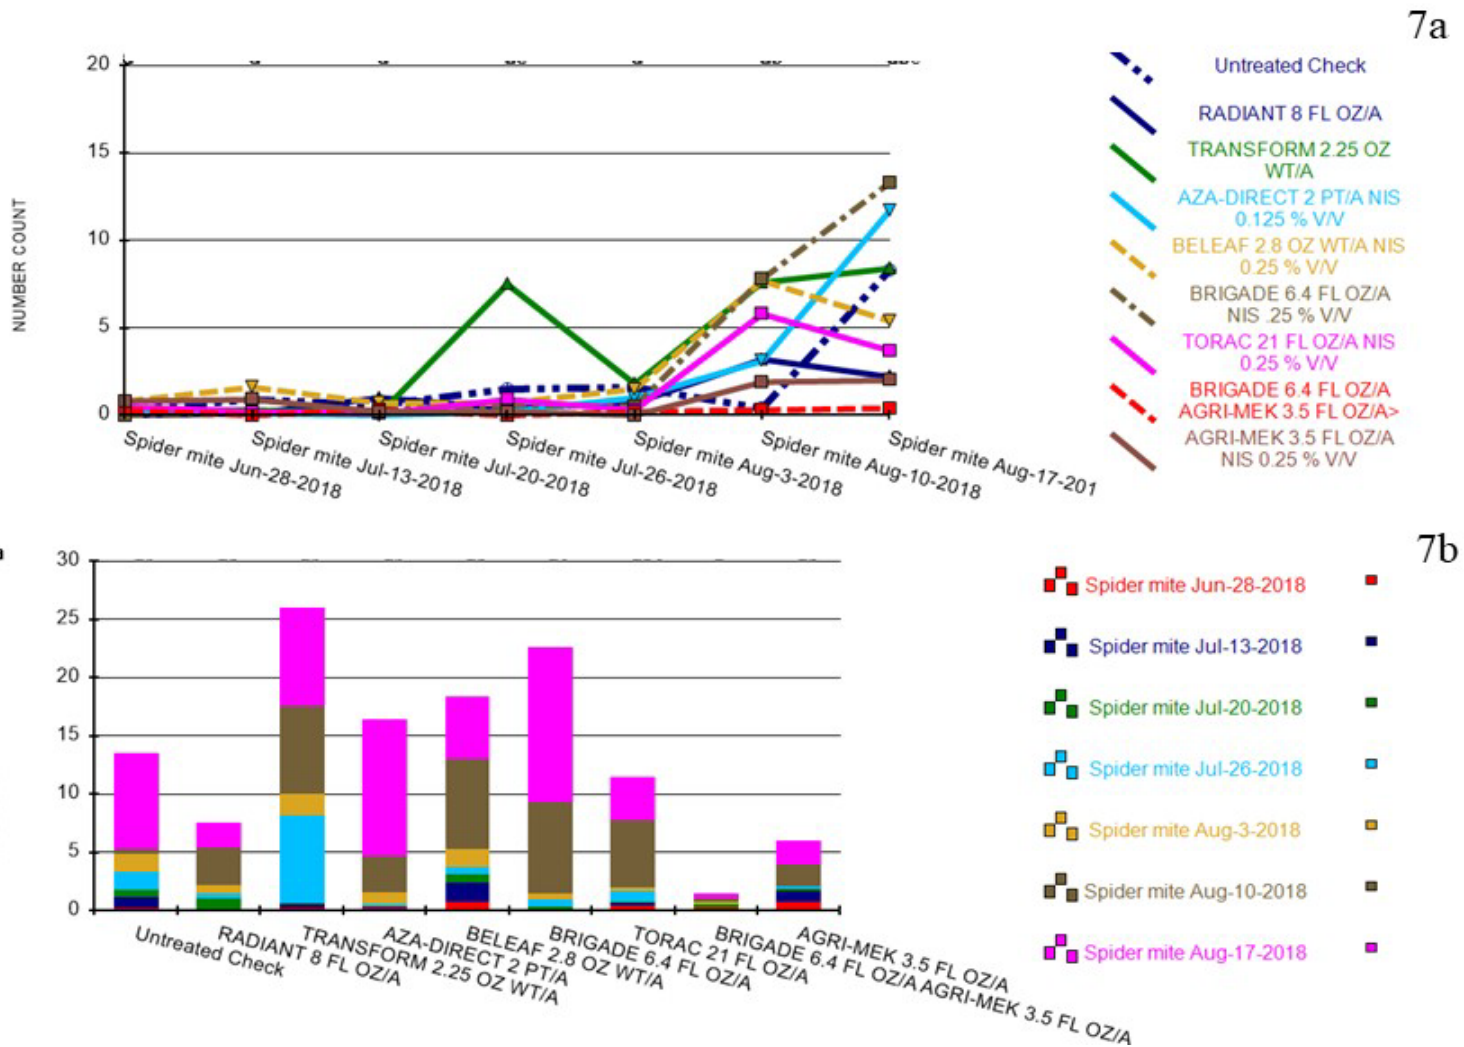 7a
20
15
10
5
0
NUMBER COUNT
Spider mite Jun-28-2018
Spider mite Jul-13-2018
Spider mite Jul-20-2018
Spider mite Jul-26-2018
Spider mite Aug-3-2018
Spider mite Aug-10-2018
Spider mite Aug-17-201
Untreated Check
RADIANT 8 FL OZ/A
TRANSFORM 2.25 OZ
WT/A
AZA-DIRECT 2 PT/A NIS
0.125 % V/V
BELEAF 2.8 OZ WT/A NIS
0.25 % V/V
BRIGADE 6.4 FL OZ/A
NIS .25 % V/V
TORAC 21 FL OZ/A NIS
0.25 % V/V
BRIGADE 6.4 FL OZ/A
AGRI-MEK 3.5 FL OZ/A>
AGRI-MEK 3.5 FL OZ/A
NIS 0.25 % V/V
7b
30
25
20
15
10
5
0
Untreated Check
RADIANT 8 FL OZ/A
TRANSFORM 2.25 OZ WT/A
AZA-DIRECT 2 PT/A
BELEAF 2.8 OZ WT/A
BRIGADE 6.4 FL OZ/A
TORAC 21 FL OZ/A
BRIGADE 6.4 FL OZ/A AGRI-MEK 3.5 FL OZ/A
AGRI-MEK 3.5 FL OZ/A
Spider mite Jun-28-2018
Spider mite Jul-13-2018
Spider mite Jul-20-2018
Spider mite Jul-26-2018
Spider mite Aug-3-2018
Spider mite Aug-10-2018
Spider mite Aug-17-2018